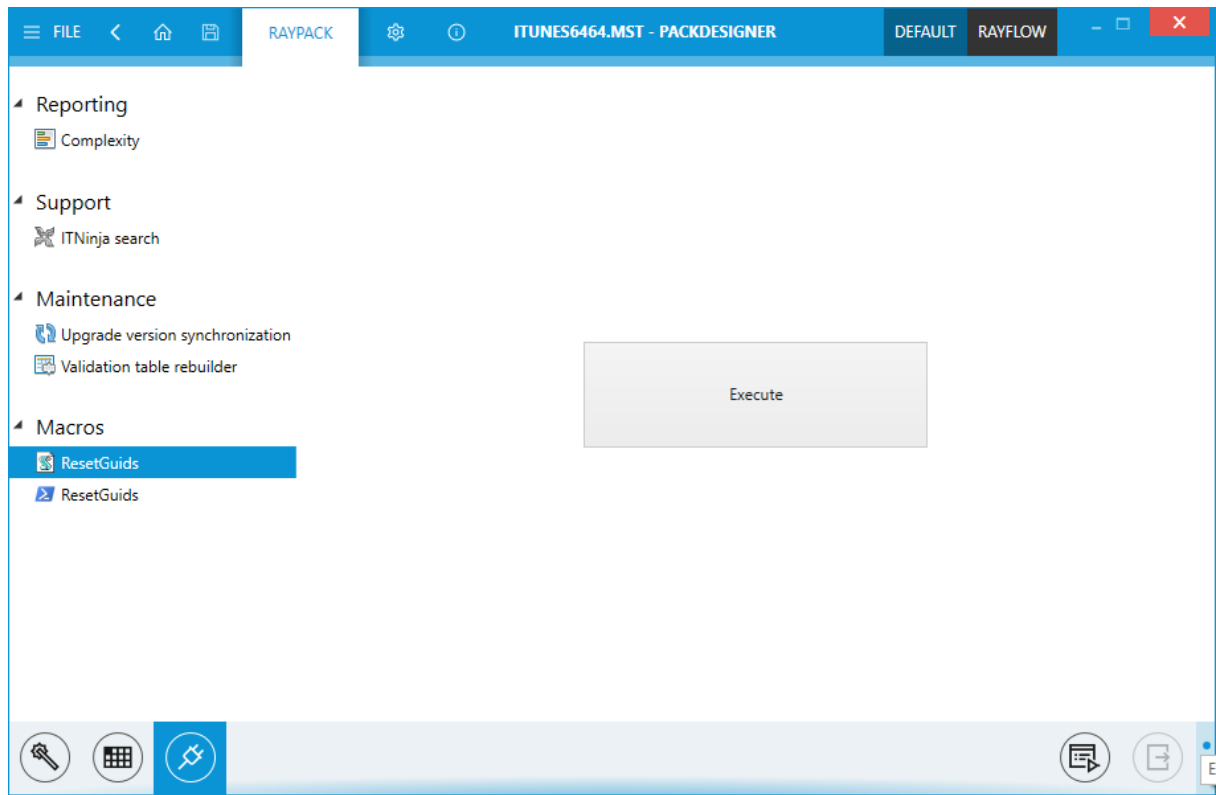 FILE RAYPACK ITUNES6464.MST - PACKDESIGNER DEFAULT RAYFLOW
Reporting
Complexity
Support
ITNinja search
Maintenance
Upgrade version synchronization
Validation table rebuilder
Execute
Macros
ResetGuids
ResetGuids
E